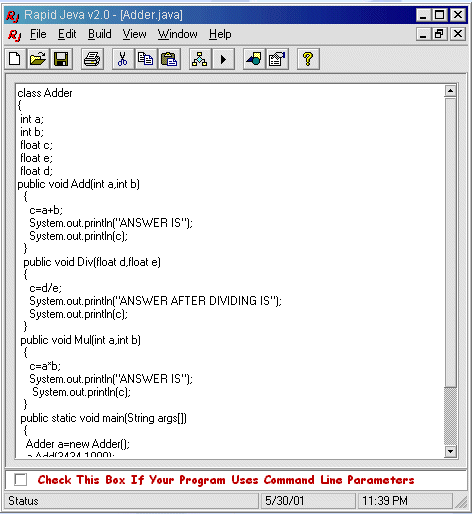 Rapid Jeva v2.0 - [Adder.java]
File Edit Build View Window Help
class Adder
{
int a;
int b;
float c;
float e;
float d;
public void Add(int a,int b)
{
c=a+b;
System.out.println("ANSWER IS");
System.out.println(c);
}
public void Div(float d,float e)
{
c=d/e;
System.out.println("ANSWER AFTER DIVIDING IS");
System.out.println(c);
}
public void Mul(int a,int b)
{
c=a*b;
System.out.println("ANSWER IS");
System.out.println(c);
}
public static void main(String args[])
{
Adder a=new Adder();
a.Add(3434,1000);
Check This Box If Your Program Uses Command Line Parameters
Status 5/30/01 11:39 PM